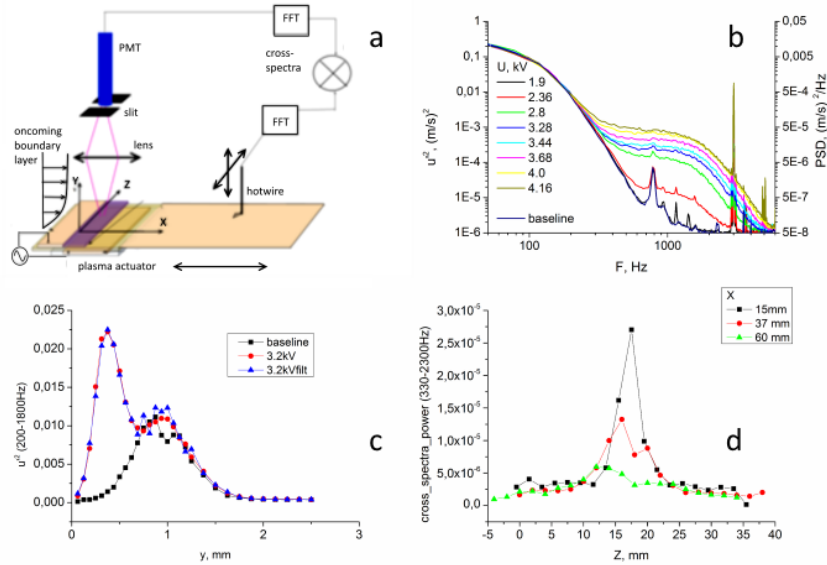 FFT
a
PMT
cross-
spectra
slit
FFT
oncoming
boundary
layer
lens
hotwire
Y
Z
X
plasma actuator
b
1
0,05
0,1
0,005
0,01
5E-4
1E-3
5E-5
1E-4
5E-6
1E-5
5E-7
1E-6
5E-8
u'², (m/s)²
PSD, (m/s) ²/Hz
U, kV
1.9
2.36
2.8
3.28
3.44
3.68
4.0
4.16
baseline
100
1000
F, Hz
0,025
0,020
0,015
0,010
0,005
0,000
u'² (200-1800Hz)
baseline
3.2kV
3.2kVfilt
c
0
1
2
3
y, mm
3,0x10⁻⁵
2,5x10⁻⁵
2,0x10⁻⁵
1,5x10⁻⁵
1,0x10⁻⁵
5,0x10⁻⁶
0,0
cross_spectra_power (330-2300Hz)
X
15mm
37 mm
60 mm
d
-5
0
5
10
15
20
25
30
35
40
Z, mm